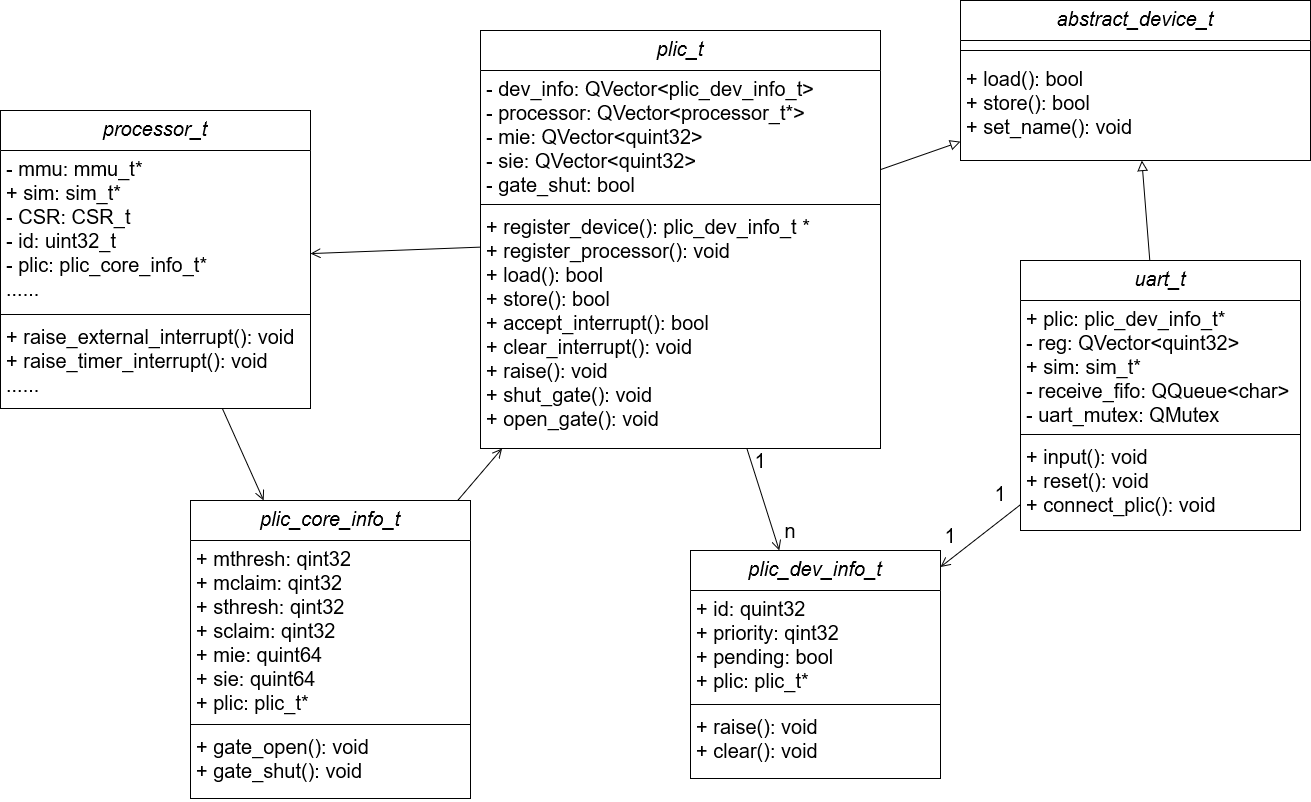 abstract_device_t
+ load(): bool
+ store(): bool
+ set_name(): void
plic_t
- dev_info: QVector<plic_dev_info_t>
- processor: QVector<processor_t*>
- mie: QVector<quint32>
- sie: QVector<quint32>
- gate_shut: bool
+ register_device(): plic_dev_info_t *
+ register_processor(): void
+ load(): bool
+ store(): bool
+ accept_interrupt(): bool
+ clear_interrupt(): void
+ raise(): void
+ shut_gate(): void
+ open_gate(): void
processor_t
- mmu: mmu_t*
+ sim: sim_t*
- CSR: CSR_t
- id: uint32_t
- plic: plic_core_info_t*
......
+ raise_external_interrupt(): void
+ raise_timer_interrupt(): void
......
uart_t
+ plic: plic_dev_info_t*
- reg: QVector<quint32>
+ sim: sim_t*
- receive_fifo: QQueue<char>
- uart_mutex: QMutex
+ input(): void
+ reset(): void
+ connect_plic(): void
1
n
1
1
plic_core_info_t
+ mthresh: qint32
+ mclaim: qint32
+ sthresh: qint32
+ sclaim: qint32
+ mie: quint64
+ sie: quint64
+ plic: plic_t*
+ gate_open(): void
+ gate_shut(): void
plic_dev_info_t
+ id: quint32
+ priority: qint32
+ pending: bool
+ plic: plic_t*
+ raise(): void
+ clear(): void